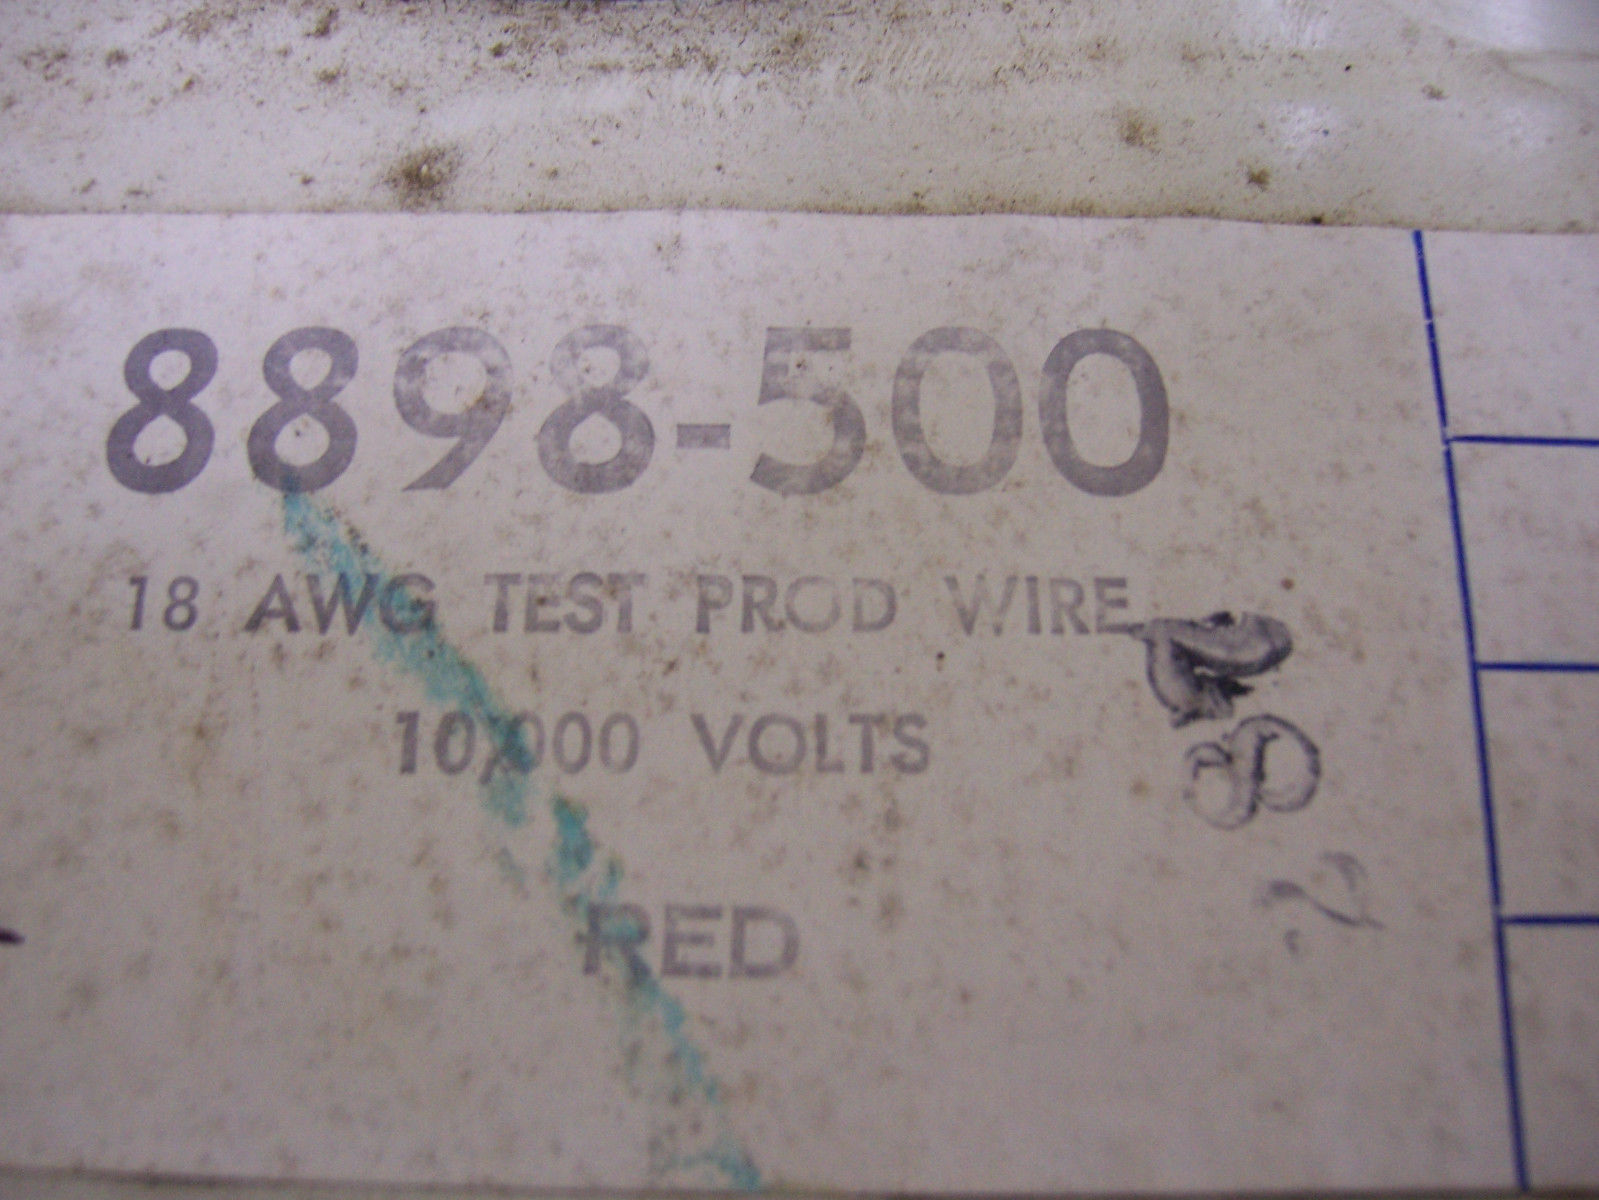 8898-500
18 AWG TEST PROD WIRE
10,000 VOLTS
RED